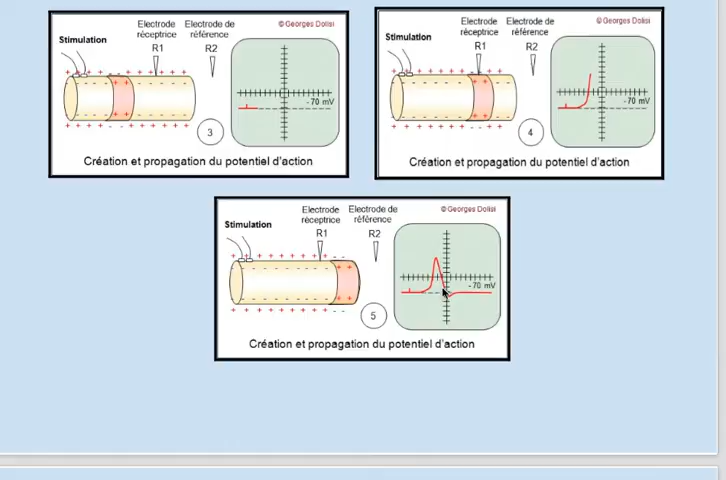 Electrode réceptrice R1
Electrode de référence R2
© Georges Dolisi
Stimulation
- 70 mV
3
Création et propagation du potentiel d'action
Electrode réceptrice R1
Electrode de référence R2
© Georges Dolisi
Stimulation
- 70 mV
4
Création et propagation du potentiel d'action
Electrode réceptrice R1
Electrode de référence R2
© Georges Dolisi
Stimulation
- 70 mV
5
Création et propagation du potentiel d'action